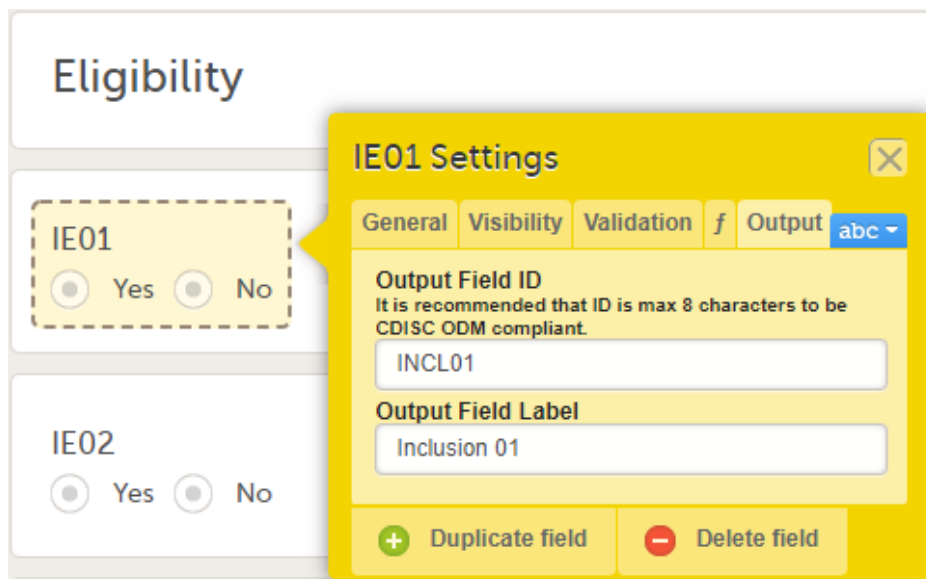 Eligibility
IE01 Settings
General Visibility Validation ƒ Output abc
IE01
Yes No
Output Field ID
It is recommended that ID is max 8 characters to be
CDISC ODM compliant.
INCL01
Output Field Label
Inclusion 01
IE02
Yes No
Duplicate field Delete field